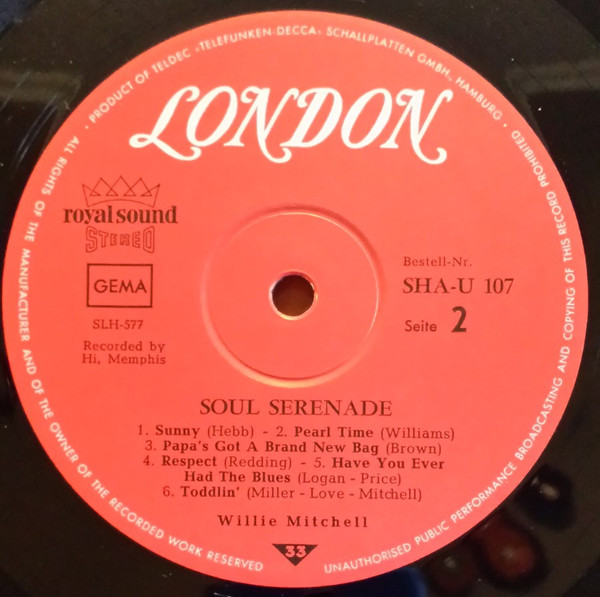 · PRODUCT OF TELDEC »TELEFUNKEN-DECCA« SCHALLPLATTEN GMBH, HAMBURG ·
LONDON
royal sound
STEREO
GEMA
SLH-577
Recorded by
Hi, Memphis
Bestell-Nr.
SHA-U 107
Seite 2
SOUL SERENADE
1. Sunny (Hebb) - 2. Pearl Time (Williams)
3. Papa's Got A Brand New Bag (Brown)
4. Respect (Redding) - 5. Have You Ever
Had The Blues (Logan - Price)
6. Toddlin' (Miller - Love - Mitchell)
Willie Mitchell
33
ALL RIGHTS OF THE MANUFACTURER AND OF THE OWNER OF THE RECORDED WORK RESERVED
UNAUTHORISED PUBLIC PERFORMANCE BROADCASTING AND COPYING OF THIS RECORD PROHIBITED